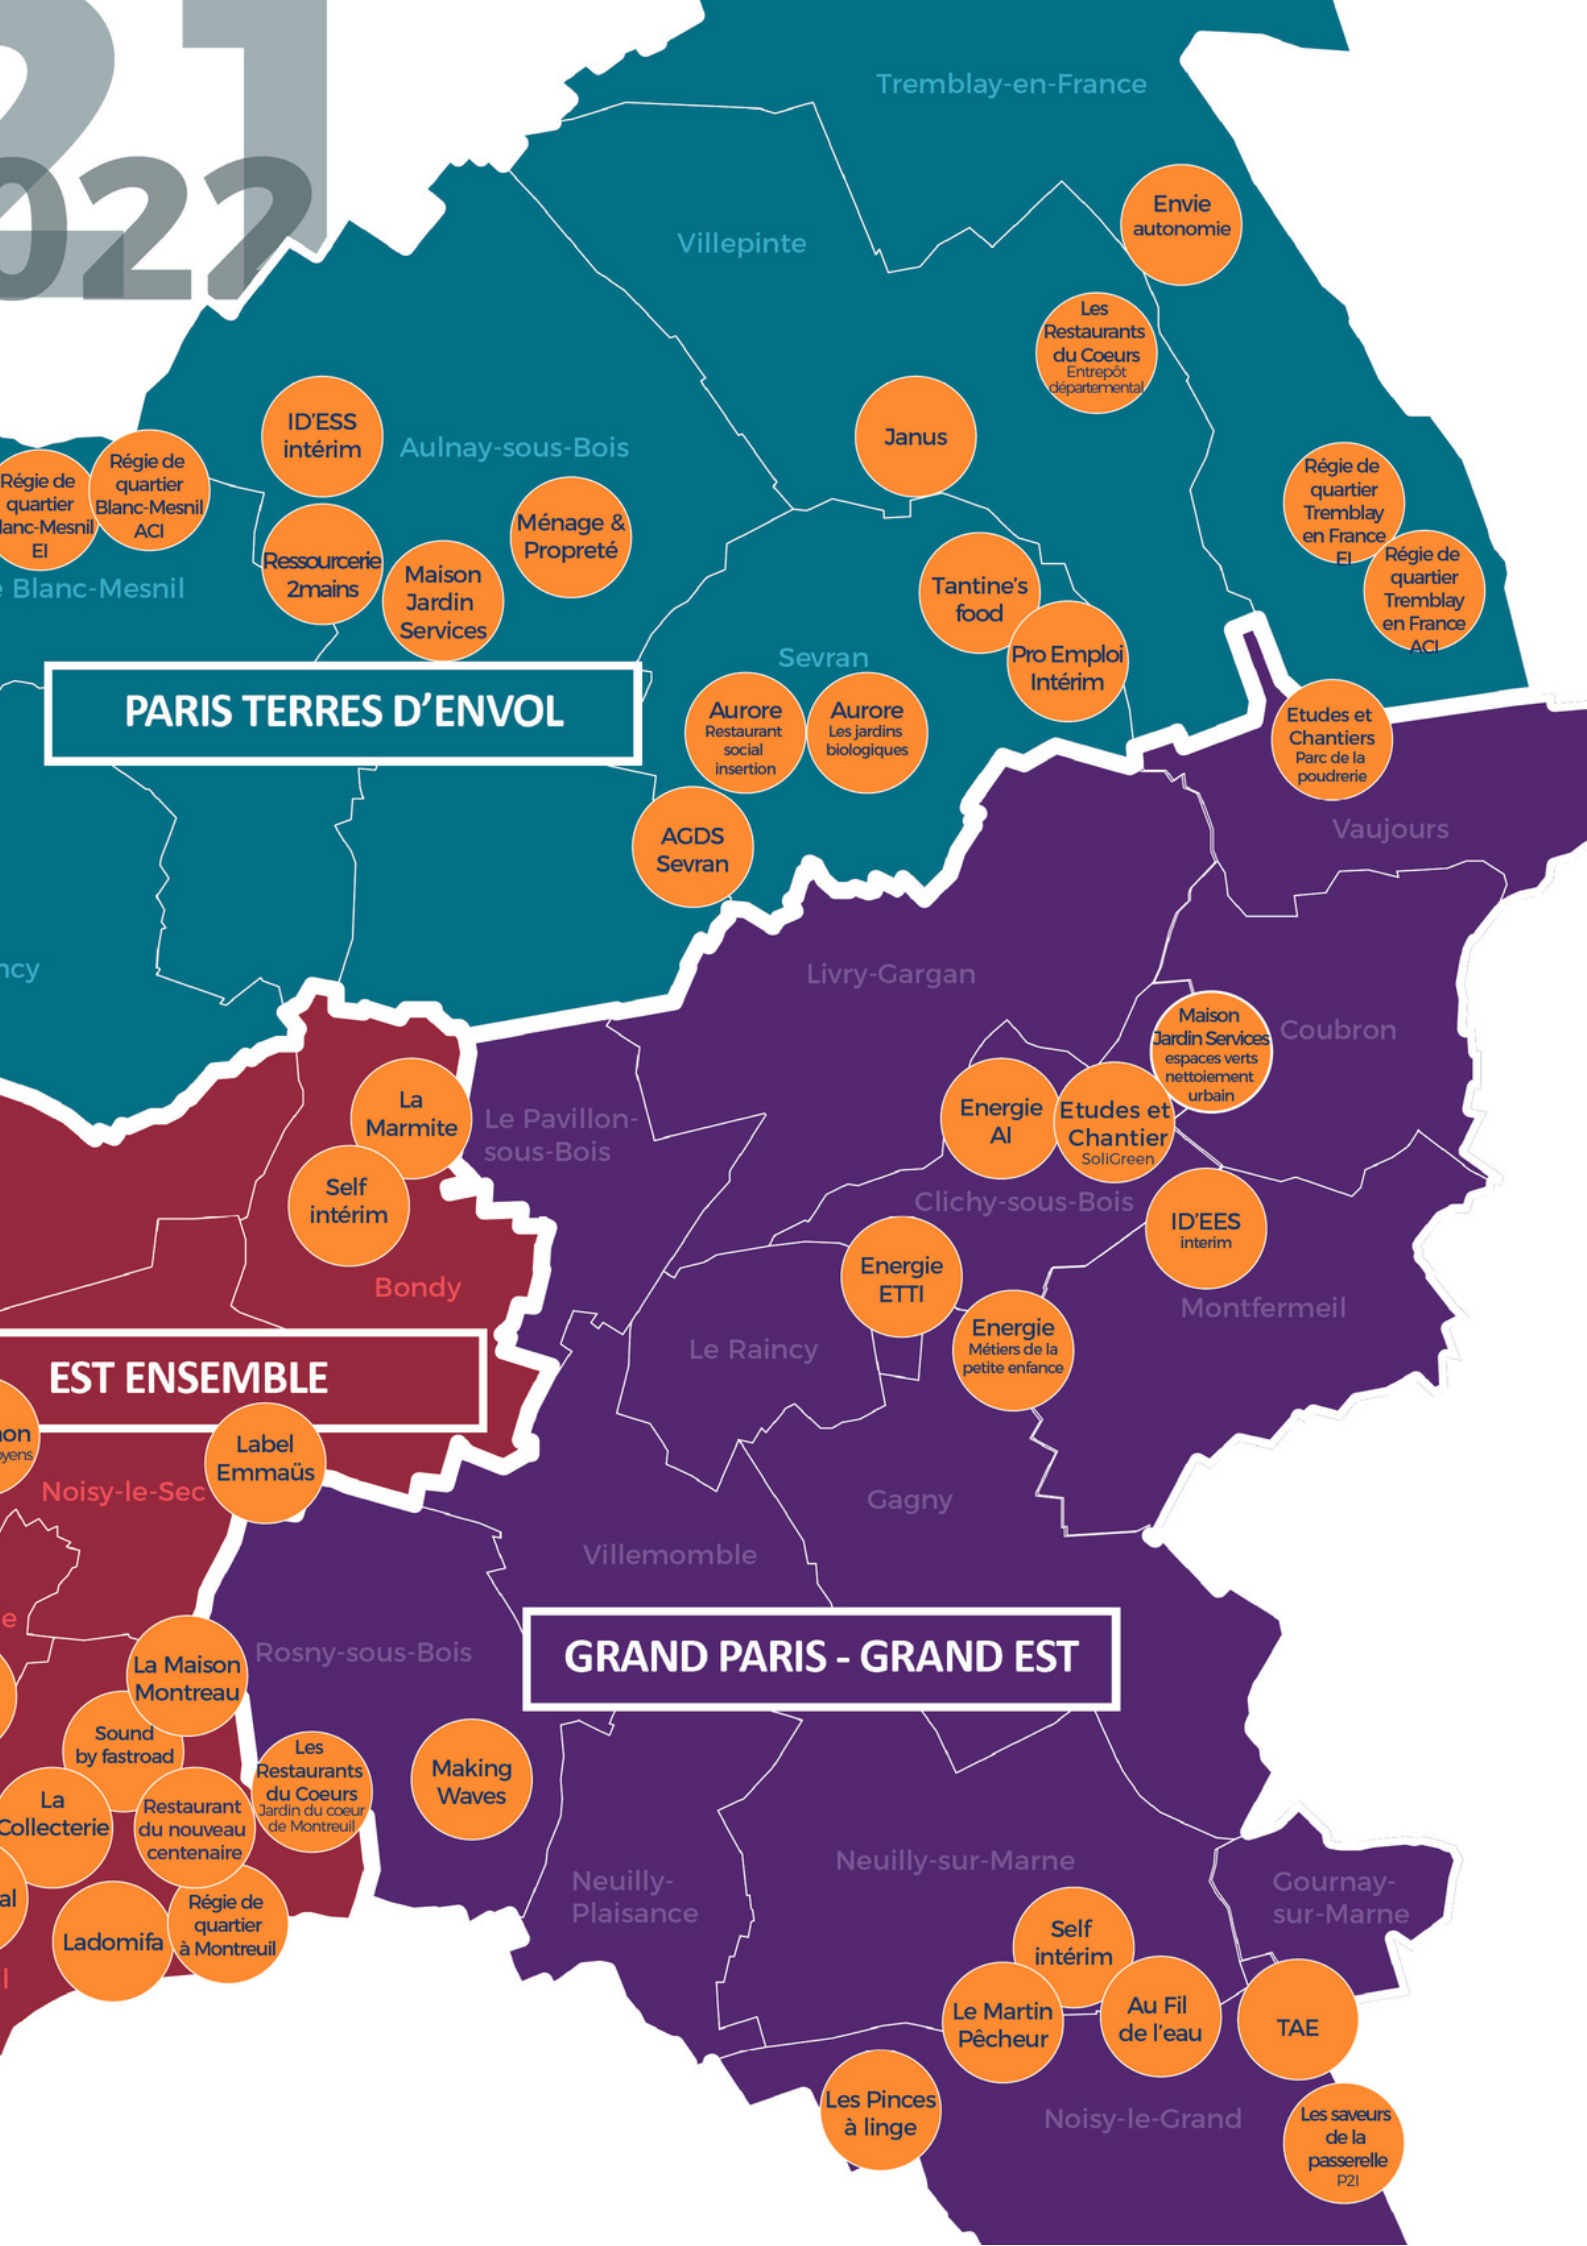 21
022
Tremblay-en-France
Envie
autonomie
Villepinte
Les
Restaurants
du Coeurs
Entrepôt
départemental
Janus
ID'ESS
intérim
Aulnay-sous-Bois
Régie de
quartier
Blanc-Mesnil
ACI
Régie de
quartier
lanc-Mesnil
EI
Blanc-Mesnil
Ménage &
Propreté
Ressourcerie
2mains
Maison
Jardin
Services
Régie de
quartier
Tremblay
en France
EI
Régie de
quartier
Tremblay
en France
ACI
Tantine's
food
Pro Emploi
Intérim
Sevran
PARIS TERRES D'ENVOL
Aurore
Restaurant
social
insertion
Aurore
Les jardins
biologiques
Etudes et
Chantiers
Parc de la
poudrerie
AGDS
Sevran
Vaujours
ncy
Livry-Gargan
Maison
Jardin Services
espaces verts
nettoiement
urbain
Coubron
La
Marmite
Le Pavillon-
sous-Bois
Energie
AI
Etudes et
Chantier
SoliGreen
Self
intérim
Clichy-sous-Bois
ID'EES
interim
Bondy
Energie
ETTI
Montfermeil
Energie
Métiers de la
petite enfance
Le Raincy
EST ENSEMBLE
on
yens
Label
Emmaüs
Noisy-le-Sec
Gagny
Villemomble
e
La Maison
Montreau
Rosny-sous-Bois
GRAND PARIS - GRAND EST
Sound
by fastroad
Les
Restaurants
du Coeurs
Jardin du coeur
de Montreuil
Making
Waves
La
Collecterie
Restaurant
du nouveau
centenaire
al
Régie de
quartier
à Montreuil
Ladomifa
l
Neuilly-
Plaisance
Neuilly-sur-Marne
Gournay-
sur-Marne
Self
intérim
Le Martin
Pêcheur
Au Fil
de l'eau
TAE
Les Pinces
à linge
Noisy-le-Grand
Les saveurs
de la
passerelle
P2I